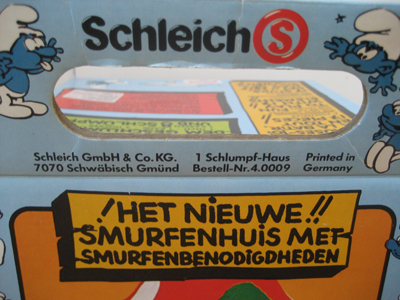 Schleich S
Schleich GmbH & Co. KG. 1 Schlumpf-Haus Printed in
7070 Schwäbisch Gmünd Bestell-Nr. 4.0009 Germany
!HET NIEUWE!!
SMURFENHUIS MET
SMURFENBENODIGDHEDEN